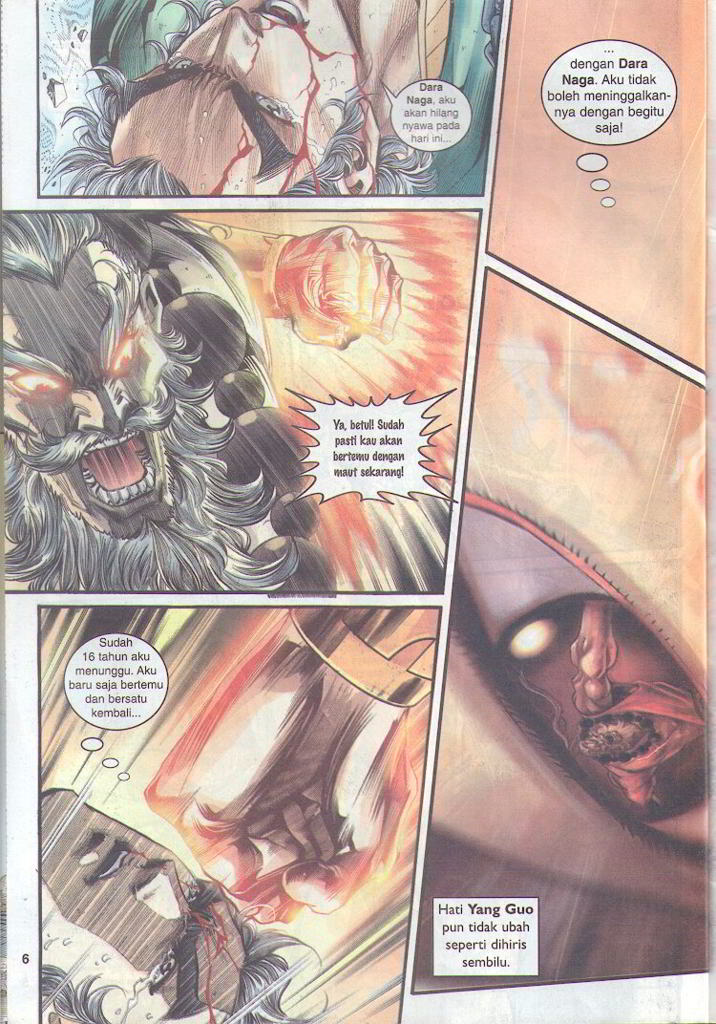 Dara
Naga, aku
akan hilang
nyawa pada
hari ini...
Ya, betul! Sudah
pasti kau akan
bertemu dengan
maut sekarang!
Sudah
16 tahun aku
menunggu. Aku
baru saja bertemu
dan bersatu
kembali...
...
dengan Dara
Naga. Aku tidak
boleh meninggalkan-
nya dengan begitu
saja!
Hati Yang Guo
pun tidak ubah
seperti dihiris
sembilu.
6